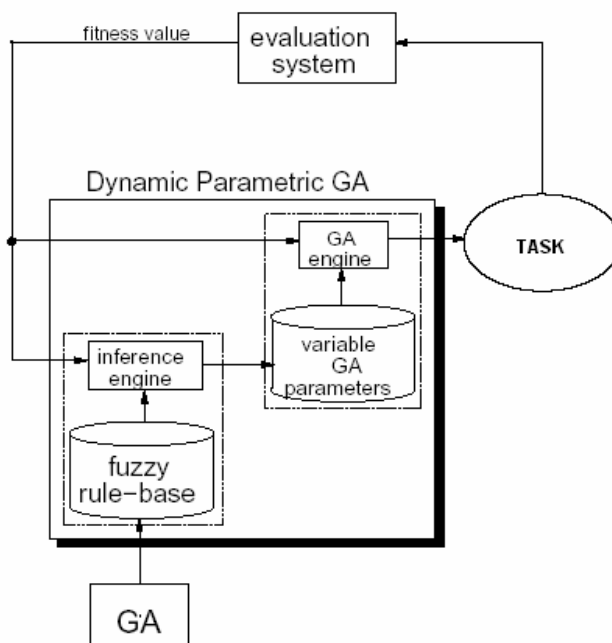 fitness value
evaluation
system
Dynamic Parametric GA
GA
engine
TASK
variable
GA
parameters
inference
engine
fuzzy
rule−base
GA